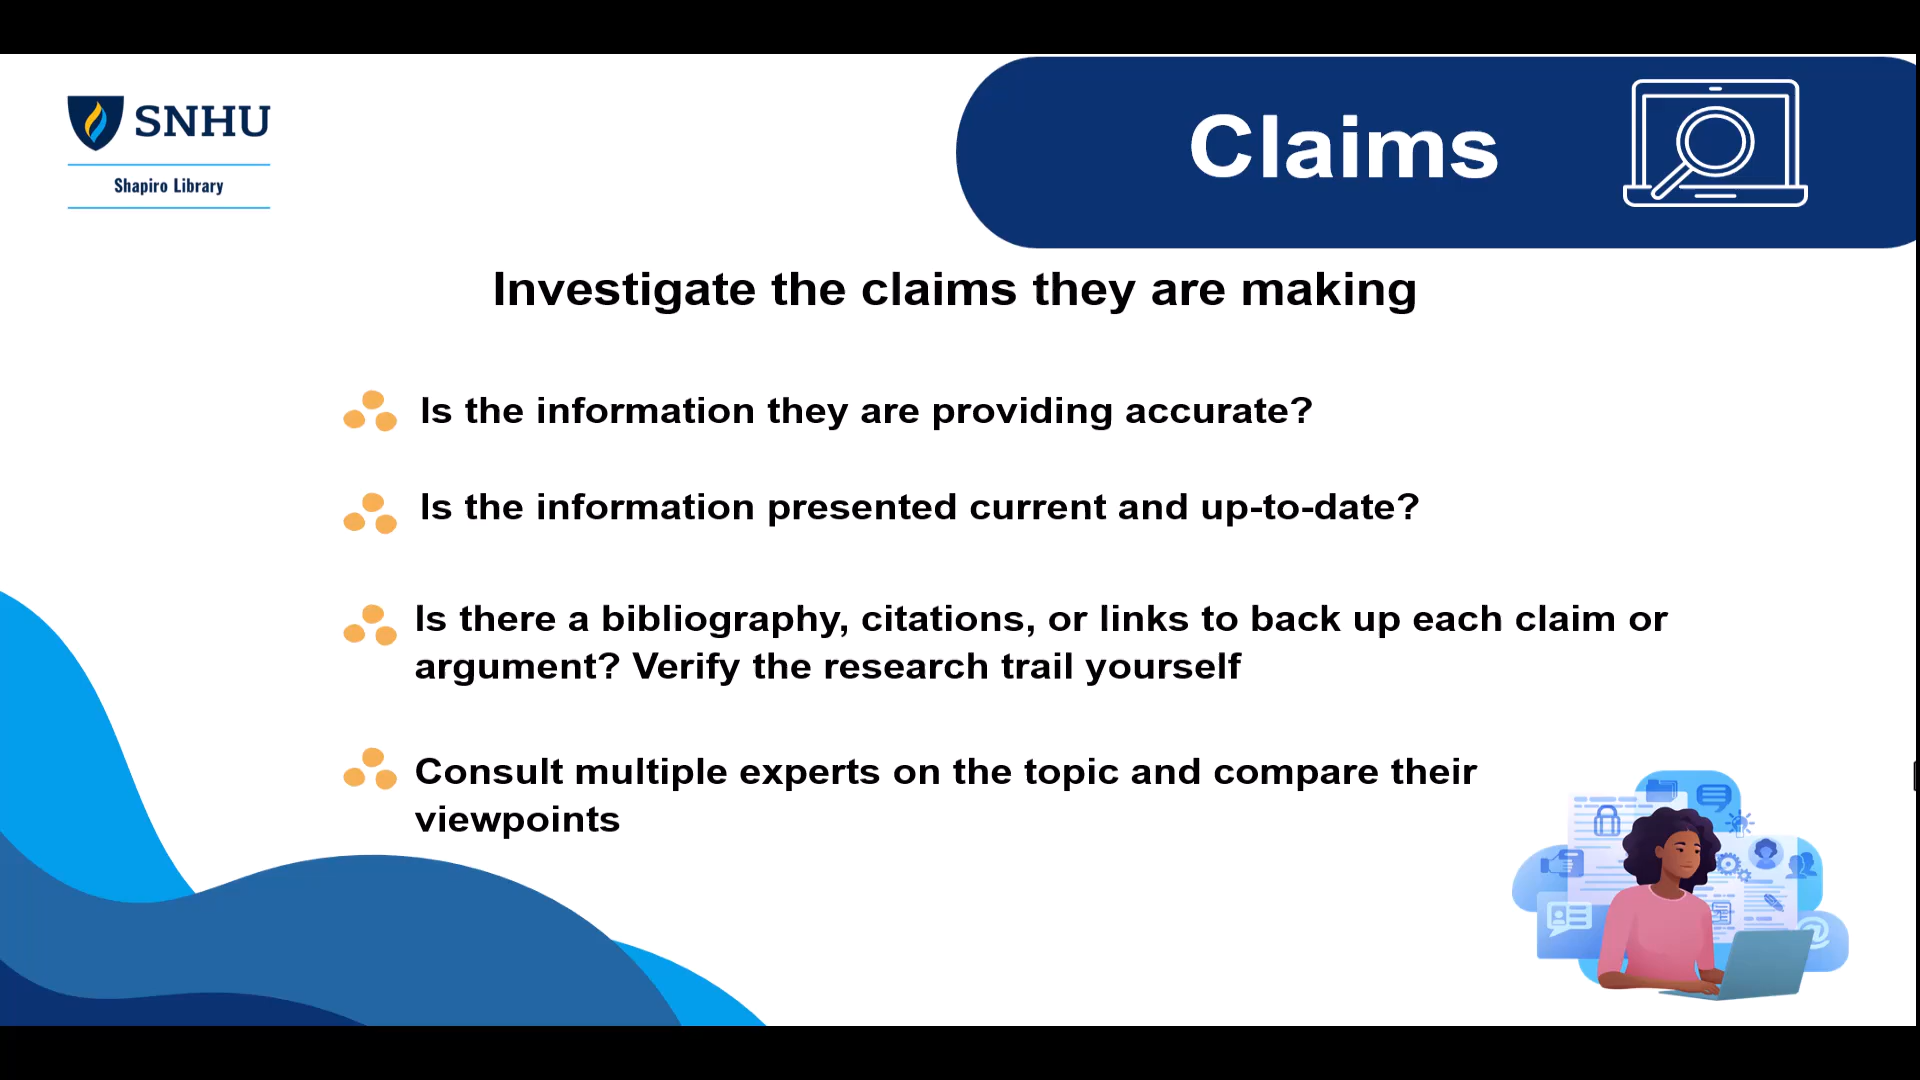 SNHU
Shapiro Library
Claims
Investigate the claims they are making
Is the information they are providing accurate?
Is the information presented current and up-to-date?
Is there a bibliography, citations, or links to back up each claim or
argument? Verify the research trail yourself
Consult multiple experts on the topic and compare their
viewpoints
@